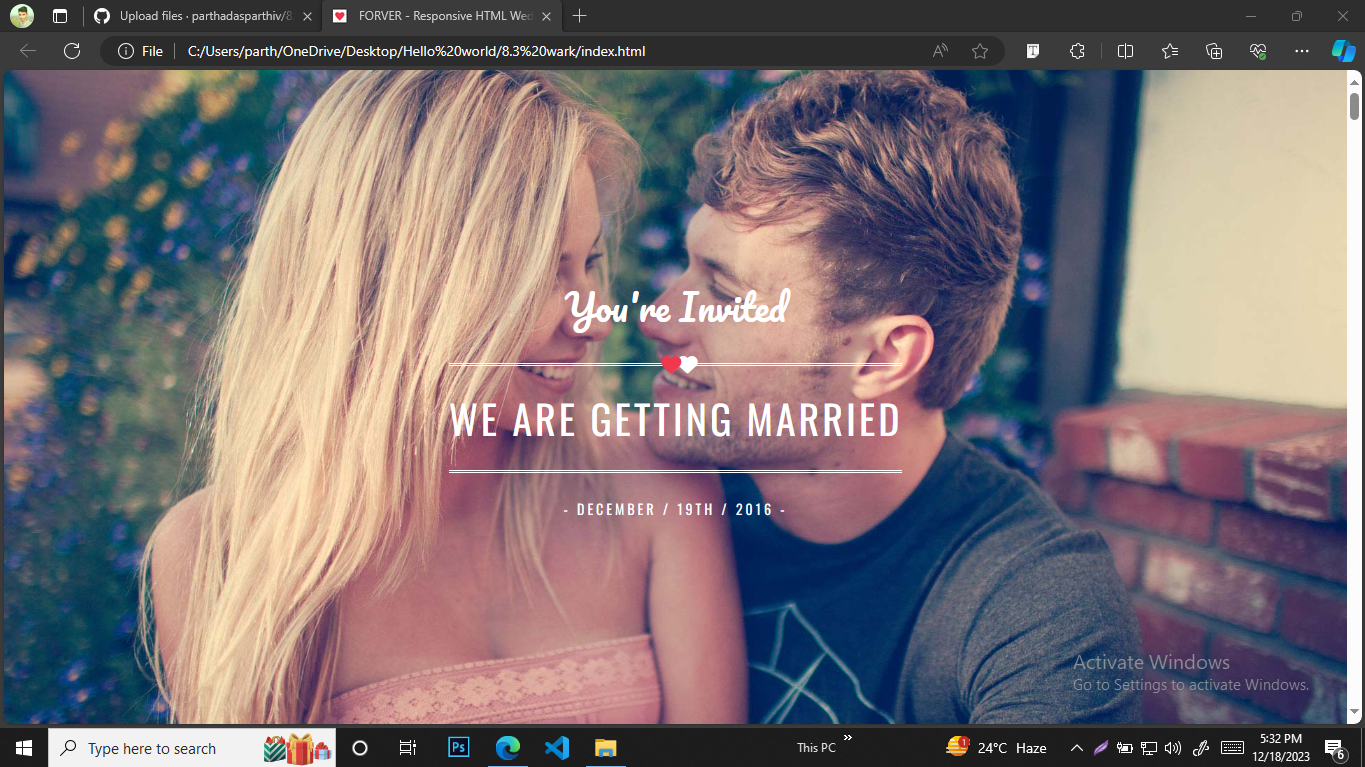 Upload files · parthadasparthiv/8.
FORVER - Responsive HTML Wed
File
C:/Users/parth/OneDrive/Desktop/Hello%20world/8.3%20wark/index.html
You're Invited
WE ARE GETTING MARRIED
- DECEMBER / 19TH / 2016 -
Activate Windows
Go to Settings to activate Windows.
Type here to search
Ps
This PC
»
1
24°C Haze
5:32 PM
12/18/2023
6